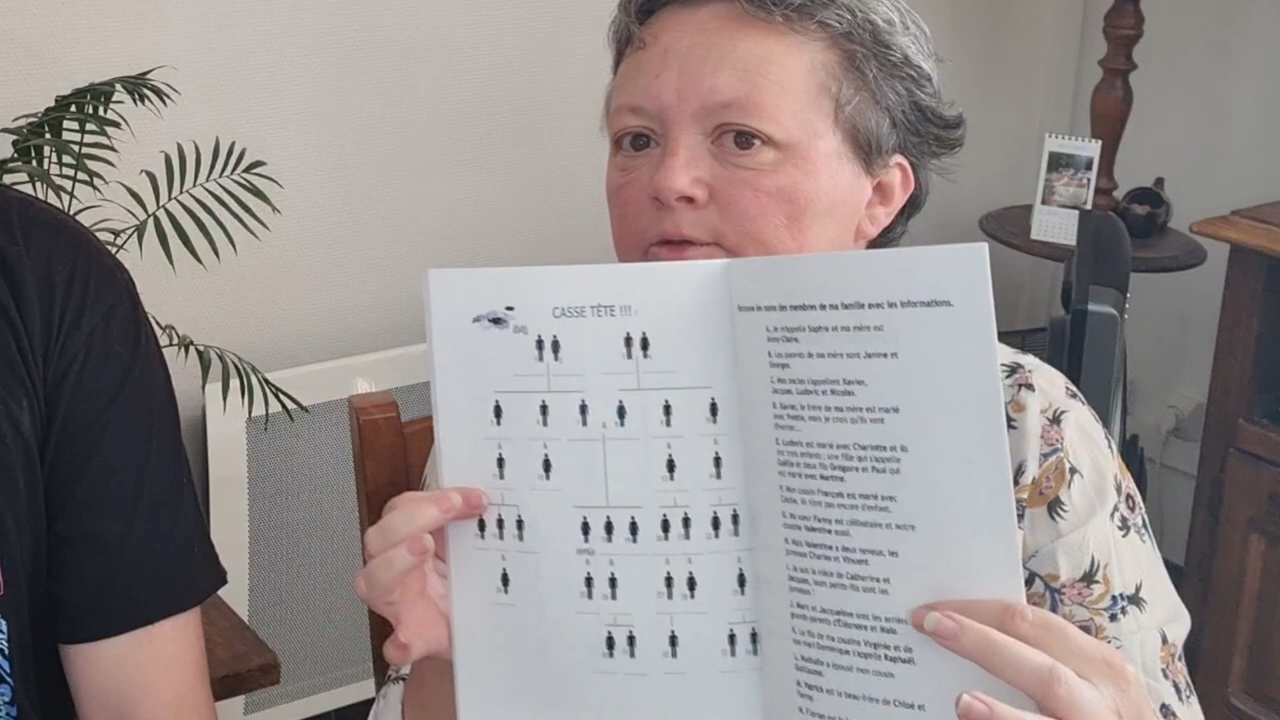 CASSE TÊTE !!!
Retrouve les noms des membres de ma famille avec les informations.
A. Je m'appelle Sophie et ma mère est
Anne-Claire.
B. Les parents de ma mère sont Janine et
Georges.
C. Mes oncles s'appellent Xavier,
Jacques, Ludovic et Nicolas.
D. Xavier, le frère de ma mère est marié
avec Yvette, mais je crois qu'ils vont
divorcer...
E. Ludovic est marié avec Charlotte et ils
ont trois enfants : une fille qui s'appelle
Gaëlle et deux fils Grégoire et Paul qui
est marié avec Martine.
F. Mon cousin François est marié avec
Cécile, ils n'ont pas encore d'enfant.
G. Ma sœur Fanny est célibataire et notre
cousine Valentine aussi.
H. Mais Valentine a deux neveux, les
jumeaux Charles et Vincent.
I. Je suis la nièce de Catherine et
Jacques, leurs petits-fils sont les
jumeaux !
J. Marc et Jacqueline sont les arrière
grands-parents d'Éléonore et Malo.
K. Le fils de ma cousine Virginie et de
son mari Dominique s'appelle Raphaël.
L. Nathalie a épousé mon cousin
Guillaume.
M. Patrick est le beau-frère de Chloé et
Fanny.
N. Florian est